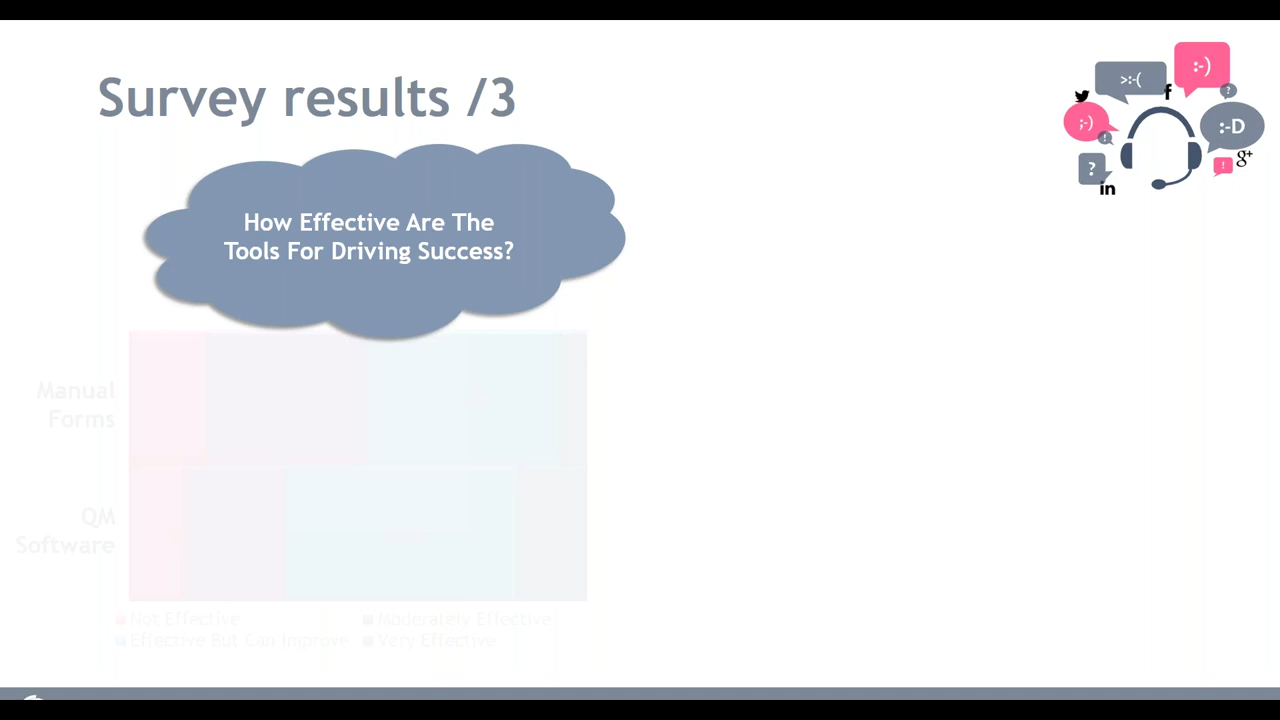 Survey results /3
>:-(
:-)
f
?
;-)
!
:-D
?
!
g+
in
How Effective Are The
Tools For Driving Success?
Manual
Forms
QM
Software
Not Effective
Moderately Effective
Effective But Can Improve
Very Effective